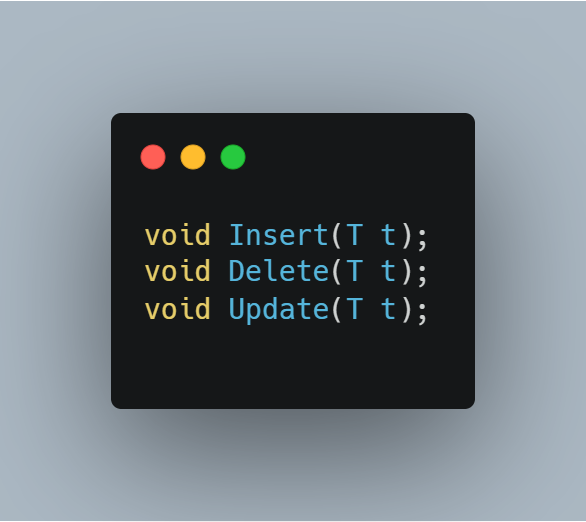 void Insert(T t);
void Delete(T t);
void Update(T t);